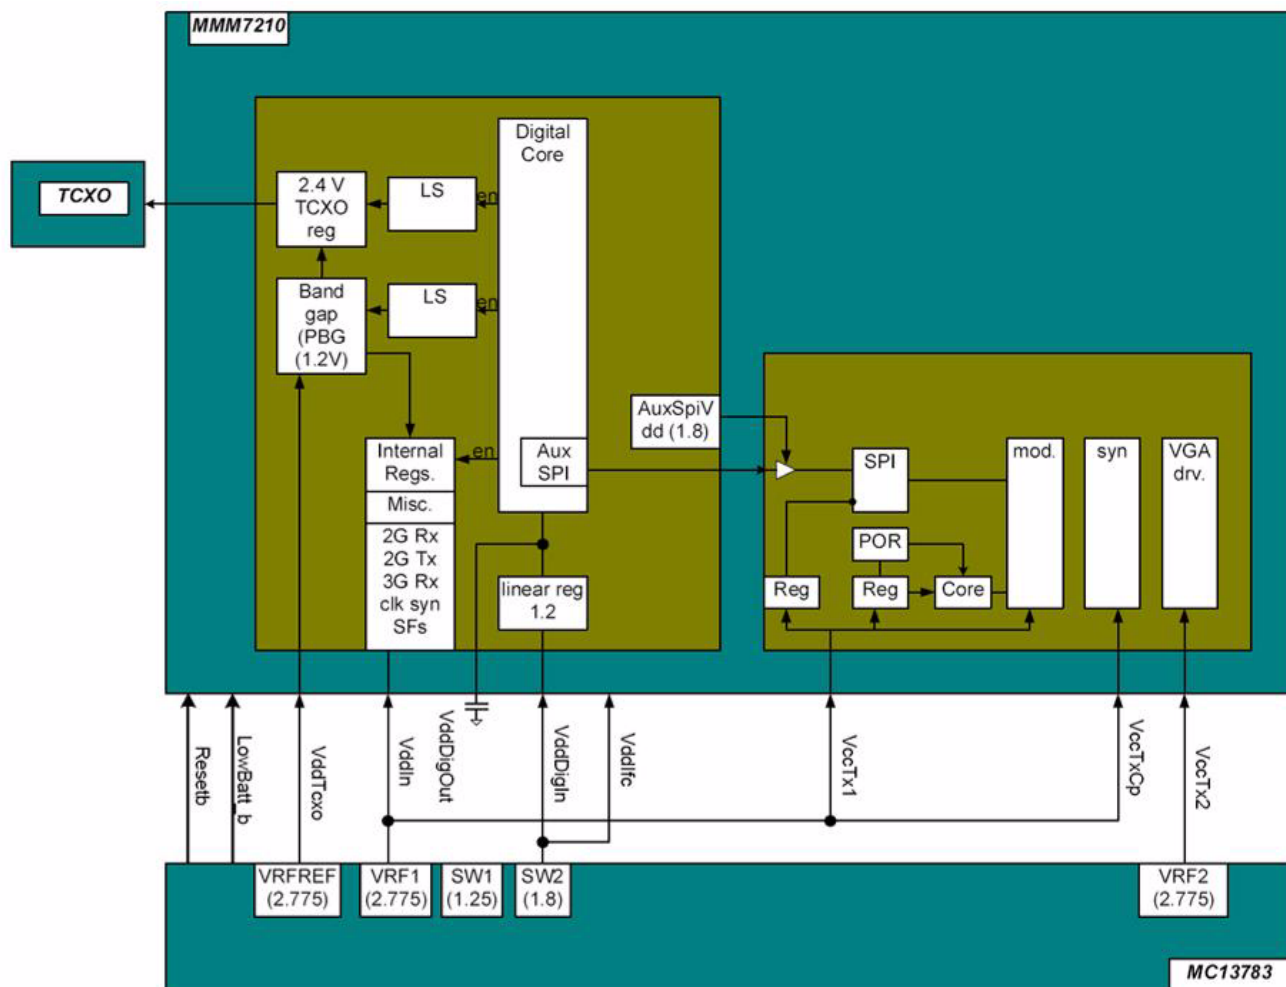 MMM7210
Digital
Core
TCXO
2.4 V
TCXO
reg
LS
en
Band
gap
(PBG
(1.2V)
LS
en
AuxSpiV
dd (1.8)
Internal
Regs.
en
Aux
SPI
SPI
mod.
syn
VGA
drv.
Misc.
2G Rx
2G Tx
3G Rx
clk syn
SFs
POR
linear reg
1.2
Reg
Reg
Core
Resetb
LowBatt_b
VddTcxo
VddIn
VddDigOut
VddDigIn
VddIfc
VccTx1
VccTxCp
VccTx2
VRFREF
(2.775)
VRF1
(2.775)
SW1
(1.25)
SW2
(1.8)
VRF2
(2.775)
MC13783